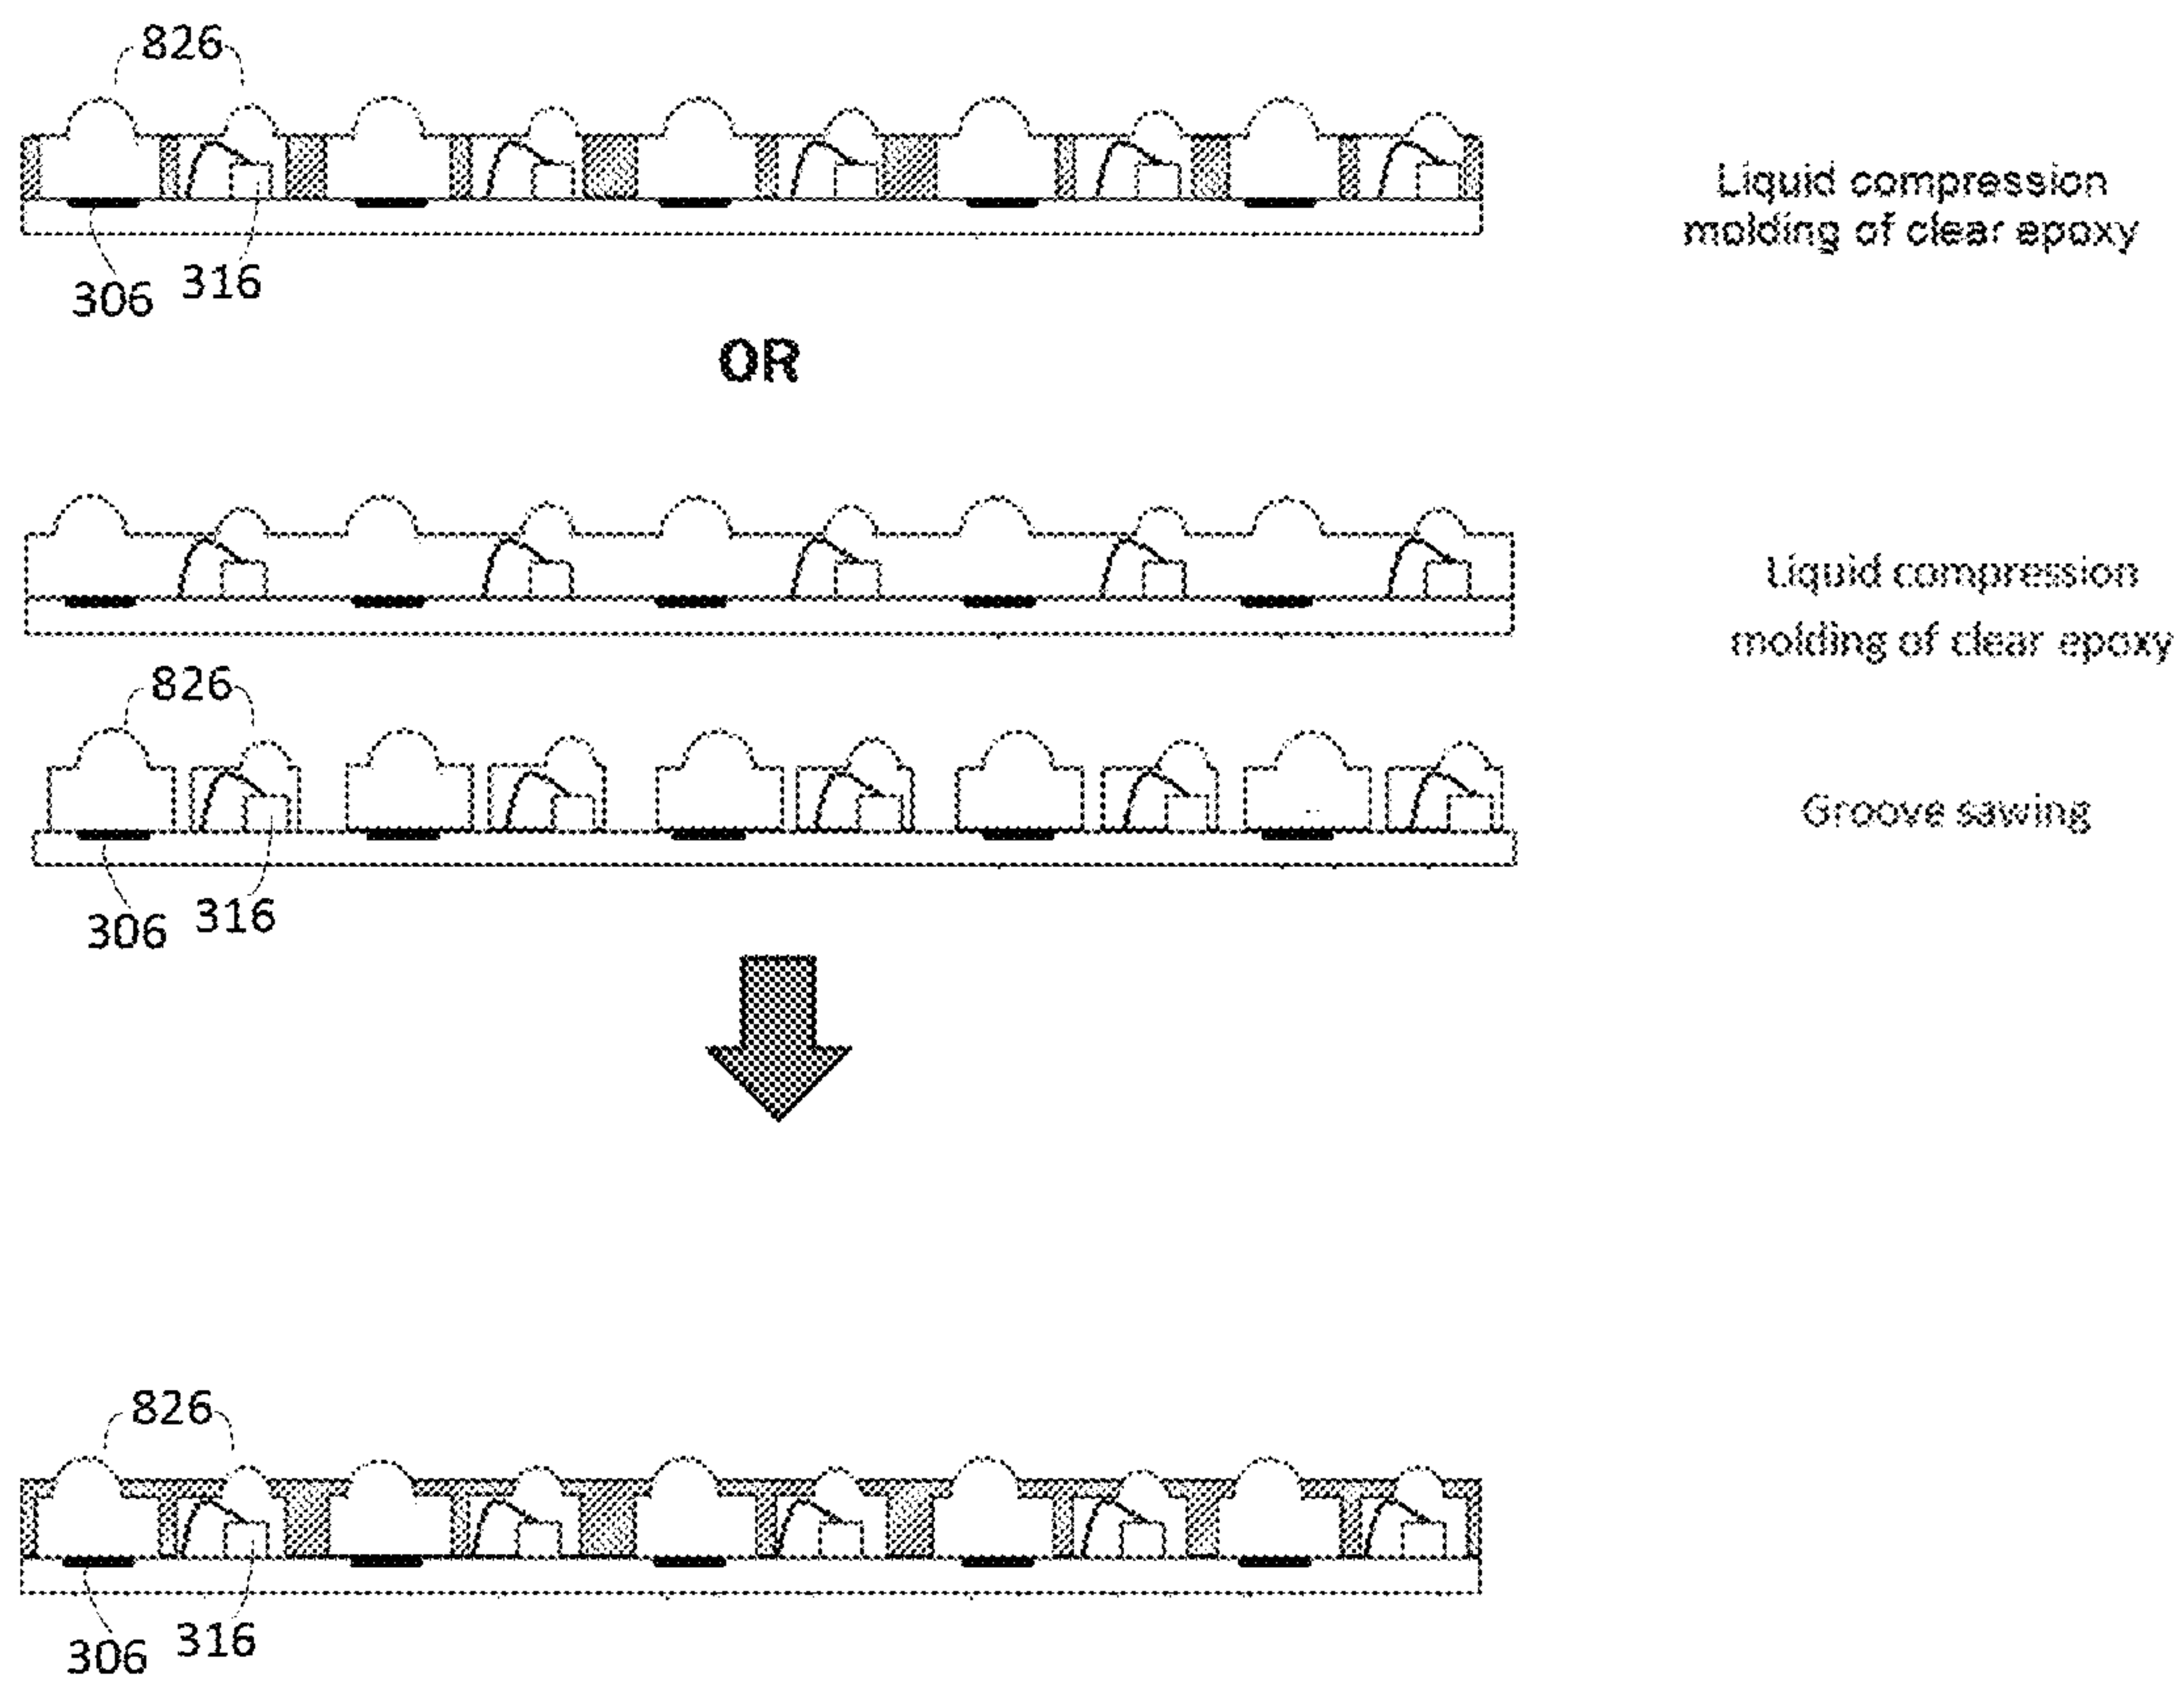 826
306 316
Liquid compression
molding of clear epoxy
OR
Liquid compression
molding of clear epoxy
826
306 316
Groove sawing
826
306 316